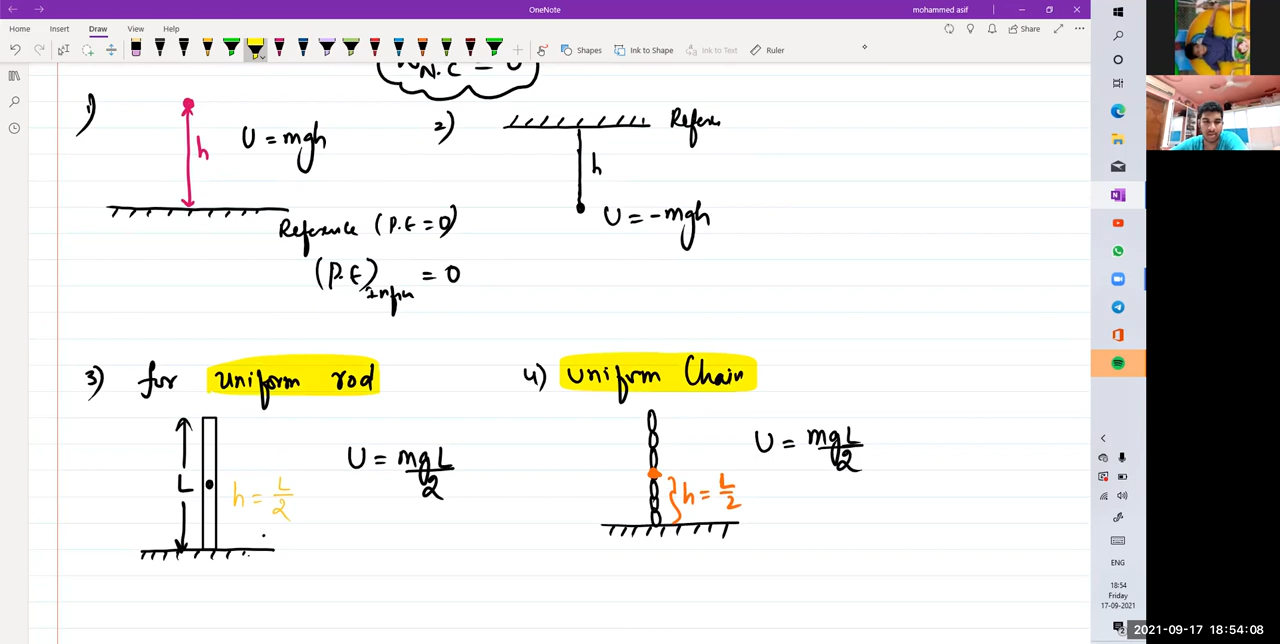 OneNote
mohammed asif
Home Insert Draw View Help
Shapes Ink to Shape Ink to Text Ruler Share
N.C = 0
1) h U = mgh
2) Refere
h
U = -mgh
Reference (P.E = 0)
(P.E) = 0
3) for uniform rod
L h = L/2 U = mgL/2
4) Uniform Chain
h = L/2 U = mgL/2
ENG
18:54
Friday
17-09-2021
2021-09-17 18:54:08